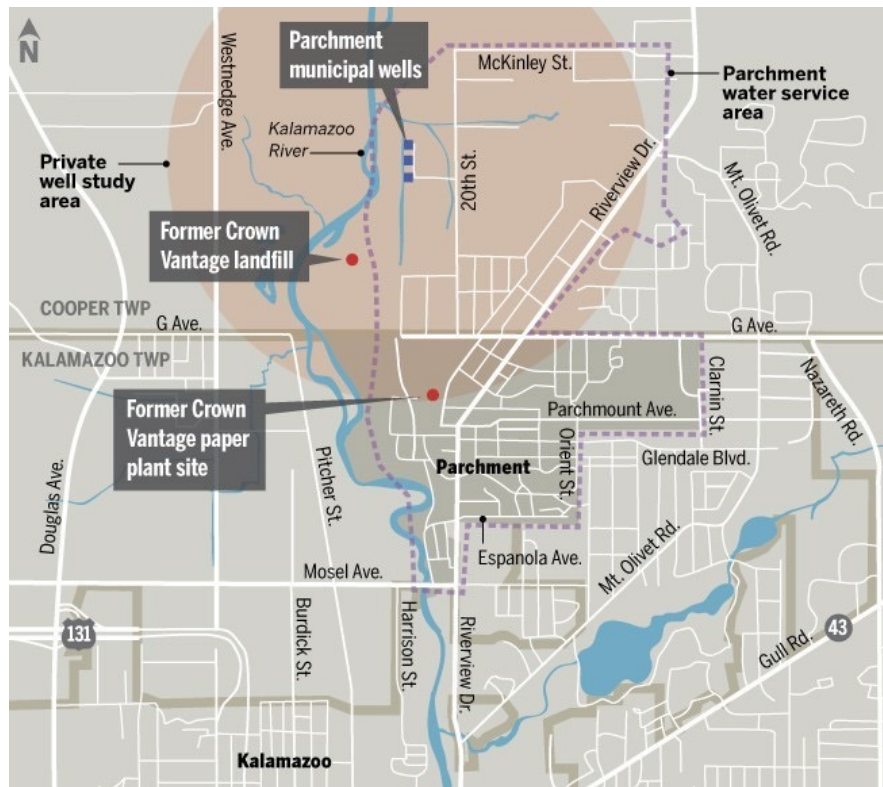 N
Westnedge Ave.
Parchment
municipal wells
McKinley St.
Parchment
water service
area
Kalamazoo
River
Private
well study
area
20th St.
Riverview Dr.
Mt. Olivet Rd.
Former Crown
Vantage landfill
COOPER TWP
G Ave.
G Ave.
KALAMAZOO TWP
Former Crown
Vantage paper
plant site
Clarnin St.
Nazareth Rd.
Parchmount Ave.
Pitcher St.
Parchment
Orient St.
Glendale Blvd.
Douglas Ave.
Espanola Ave.
Mt. Olivet Rd.
Mosel Ave.
131
Burdick St.
Harrison St.
Riverview Dr.
Gull Rd.
43
Kalamazoo